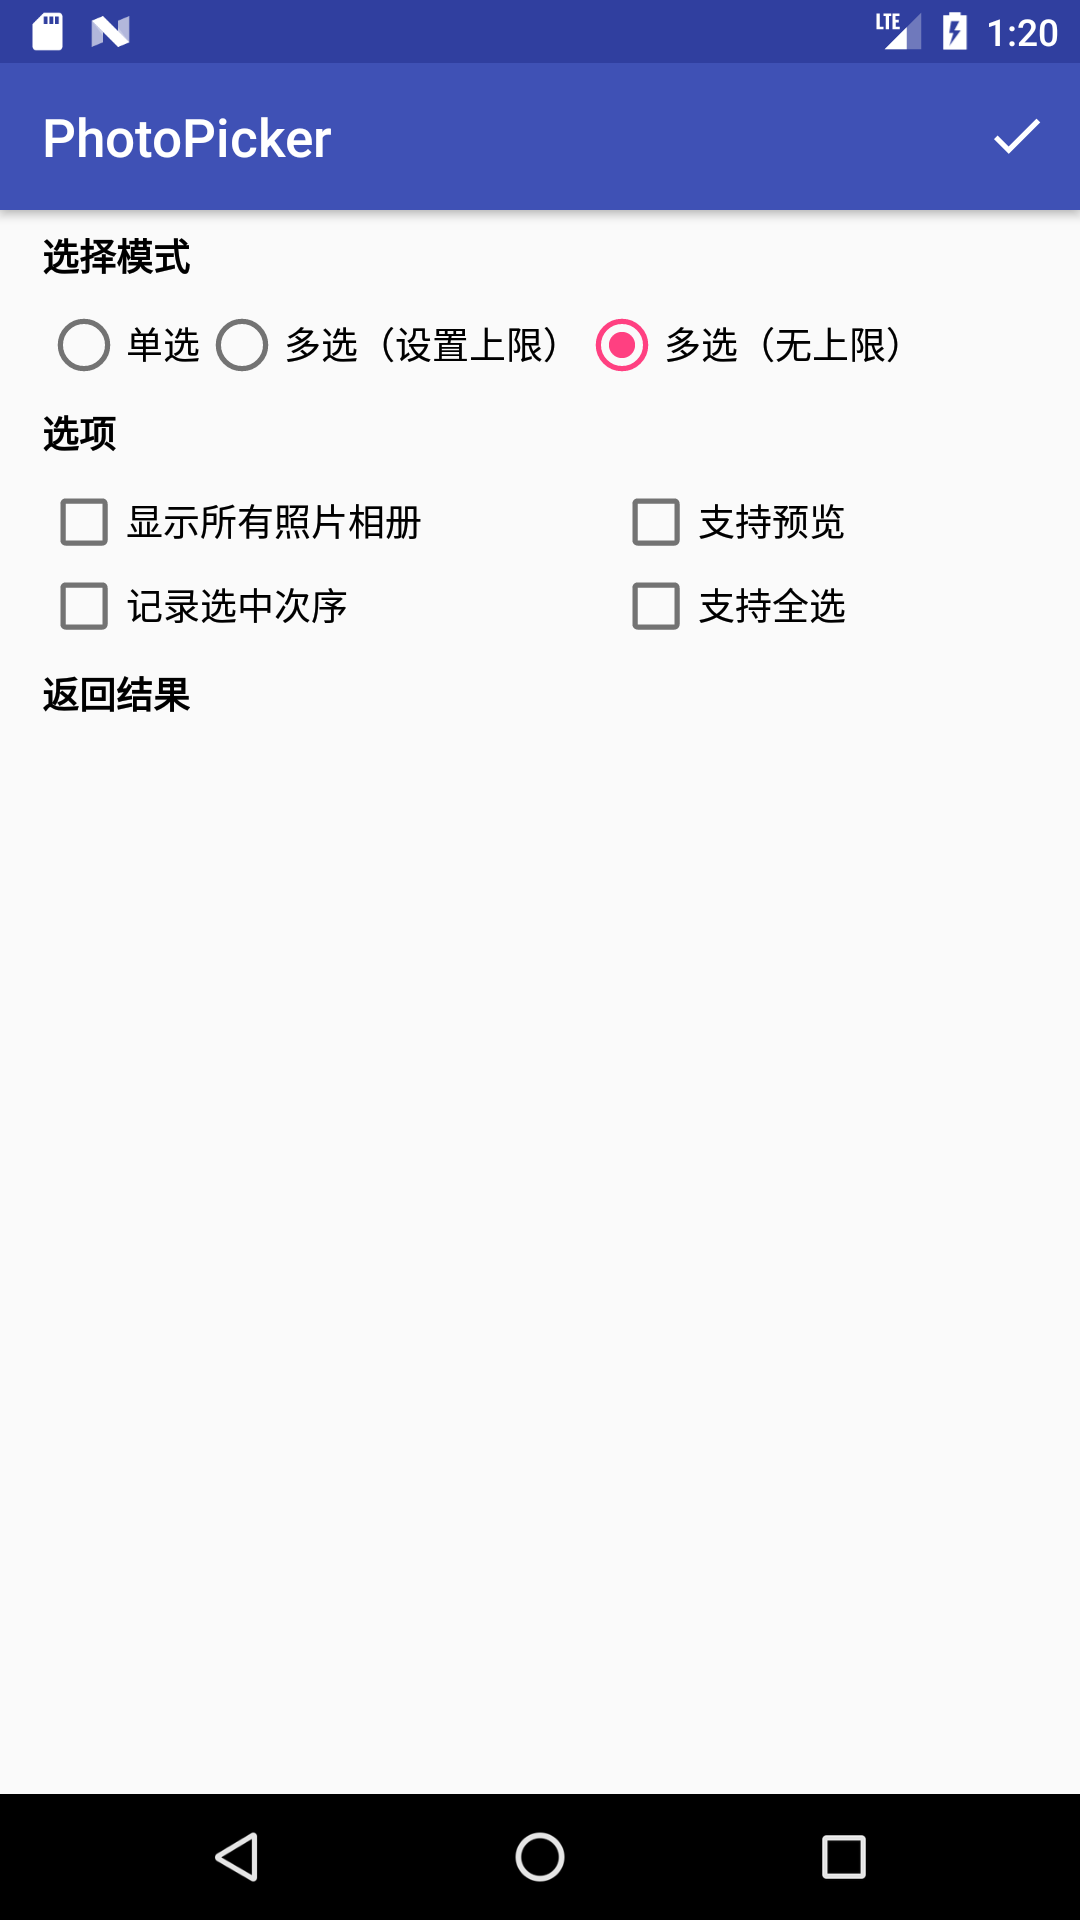 LTE 1:20
PhotoPicker
选择模式
单选 多选（设置上限） 多选（无上限）
选项
显示所有照片相册 支持预览
记录选中次序 支持全选
返回结果